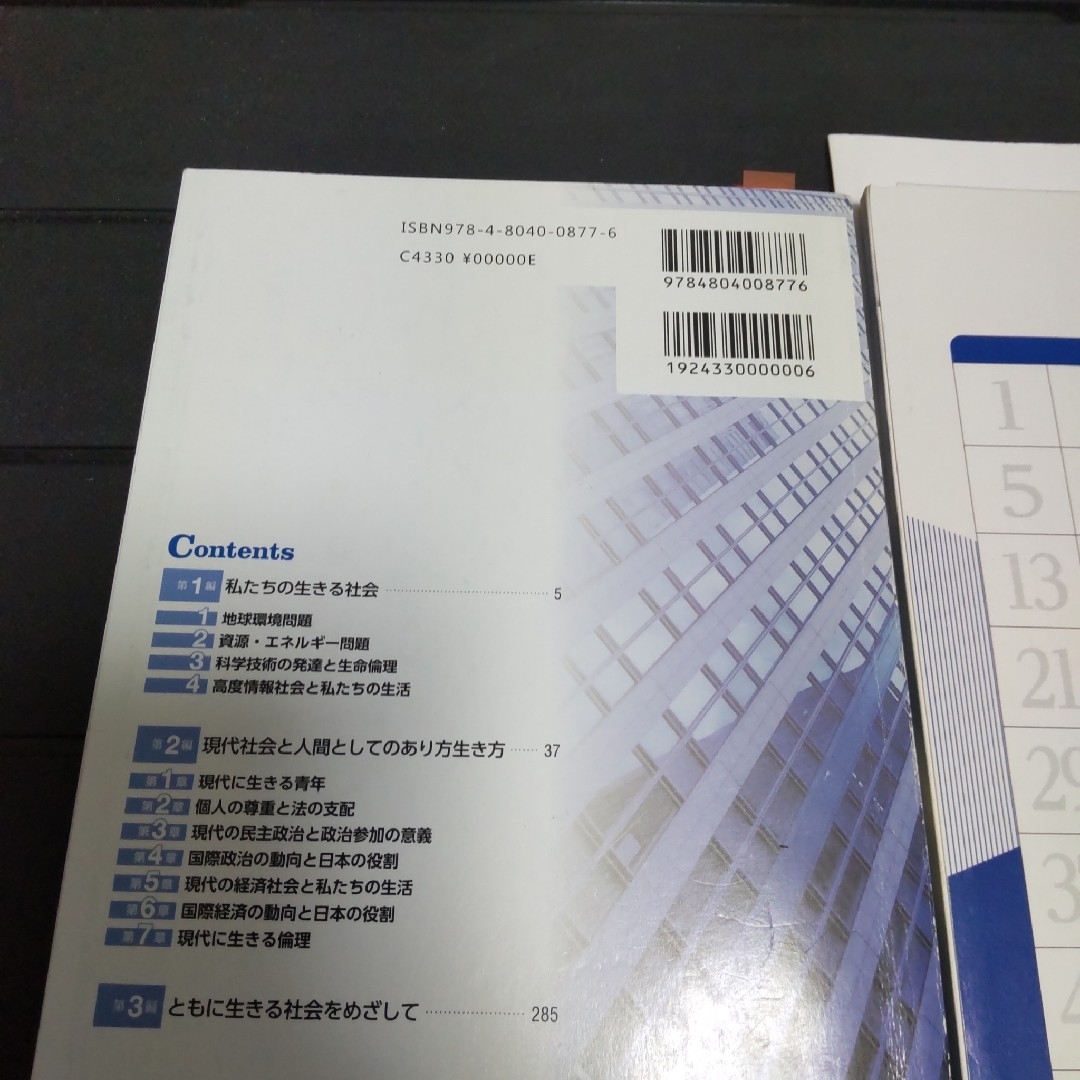 ISBN978-4-8040-0877-6
C4330 ¥00000E
9784804008776
1924330000006
Contents
第1編 私たちの生きる社会 5
1 地球環境問題
2 資源・エネルギー問題
3 科学技術の発達と生命倫理
4 高度情報社会と私たちの生活
第2編 現代社会と人間としてのあり方生き方 37
第1章 現代に生きる青年
第2章 個人の尊重と法の支配
第3章 現代の民主政治と政治参加の意義
第4章 国際政治の動向と日本の役割
第5章 現代の経済社会と私たちの生活
第6章 国際経済の動向と日本の役割
第7章 現代に生きる倫理
第3編 ともに生きる社会をめざして 285
1
5
13
21
29